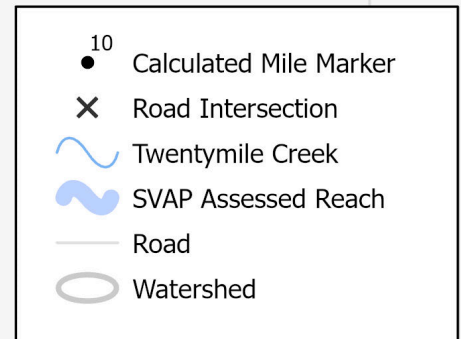 10
Calculated Mile Marker
Road Intersection
Twentymile Creek
SVAP Assessed Reach
Road
Watershed